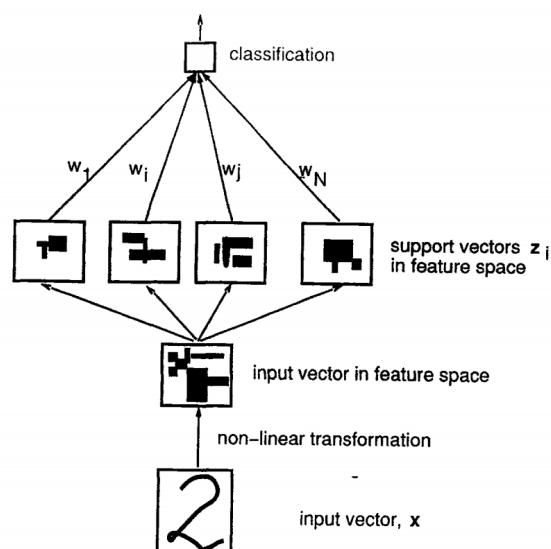 classification
w1 wi wj wN
support vectors zi
in feature space
input vector in feature space
non-linear transformation
input vector, x
2